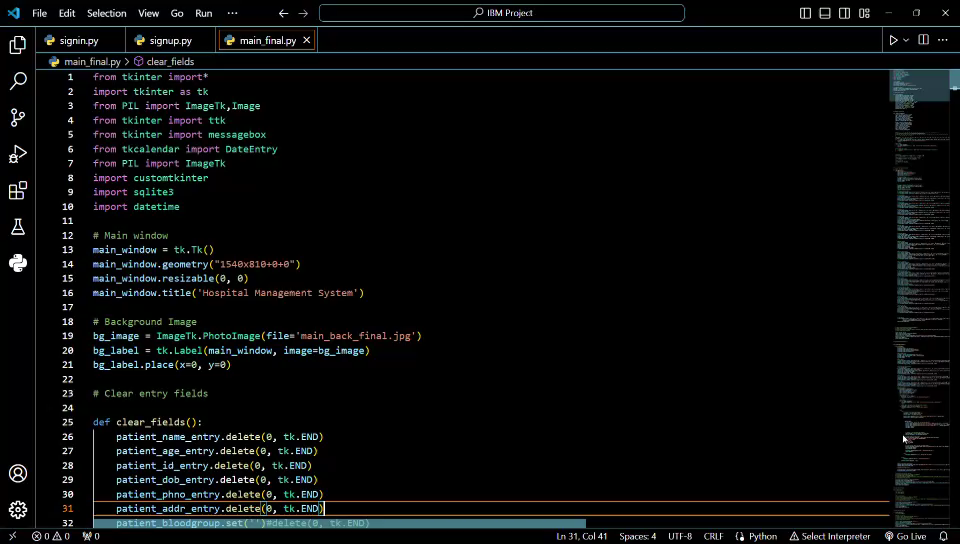 File Edit Selection View Go Run IBM Project
signin.py signup.py main_final.py
main_final.py > clear_fields
1 from tkinter import*
2 import tkinter as tk
3 from PIL import ImageTk,Image
4 from tkinter import ttk
5 from tkinter import messagebox
6 from tkcalendar import DateEntry
7 from PIL import ImageTk
8 import customtkinter
9 import sqlite3
10 import datetime
11
12 # Main window
13 main_window = tk.Tk()
14 main_window.geometry("1540x810+0+0")
15 main_window.resizable(0, 0)
16 main_window.title('Hospital Management System')
17
18 # Background Image
19 bg_image = ImageTk.PhotoImage(file='main_back_final.jpg')
20 bg_label = tk.Label(main_window, image=bg_image)
21 bg_label.place(x=0, y=0)
22
23 # Clear entry fields
24
25 def clear_fields():
26 patient_name_entry.delete(0, tk.END)
27 patient_age_entry.delete(0, tk.END)
28 patient_id_entry.delete(0, tk.END)
29 patient_dob_entry.delete(0, tk.END)
30 patient_phno_entry.delete(0, tk.END)
31 patient_addr_entry.delete(0, tk.END)
32 patient_bloodgroup.set('')#delete(0, tk.END)
0 0 0 Ln 31, Col 41 Spaces: 4 UTF-8 CRLF Python Select Interpreter Go Live